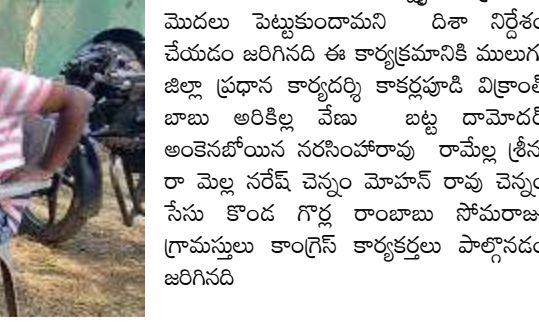 మొదలు పెట్టుకుందామని దిశా నిర్దేశం
చేయడం జరిగినది ఈ కార్యక్రమానికి ములుగు
జిల్లా ప్రధాన కార్యదర్శి కాకర్లపూడి విక్రాంత్
బాబు అరికిల్ల వేణు బట్ట దామోదర్
అంకెనబోయిన నరసింహారావు రామేల్ల శ్రీను
రా మెల్ల నరేష్ చెన్నం మోహన్ రావు చెన్నం
సేసు కొండ గొర్ల రాంబాబు సోమరాజు
గ్రామస్తులు కాంగ్రెస్ కార్యకర్తలు పాల్గొనడం
జరిగినది